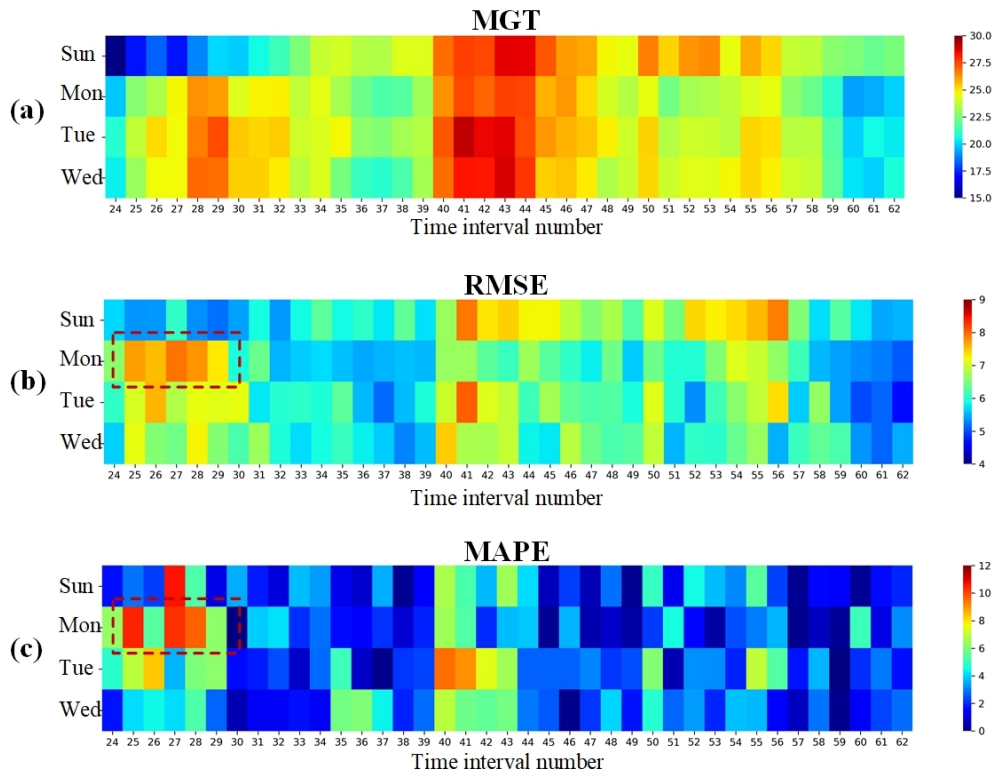 MGT
(a)
Sun
Mon
Tue
Wed
24 25 26 27 28 29 30 31 32 33 34 35 36 37 38 39 40 41 42 43 44 45 46 47 48 49 50 51 52 53 54 55 56 57 58 59 60 61 62
Time interval number
30.0
27.5
25.0
22.5
20.0
17.5
15.0
RMSE
(b)
Sun
Mon
Tue
Wed
24 25 26 27 28 29 30 31 32 33 34 35 36 37 38 39 40 41 42 43 44 45 46 47 48 49 50 51 52 53 54 55 56 57 58 59 60 61 62
Time interval number
9
8
7
6
5
4
MAPE
(c)
Sun
Mon
Tue
Wed
24 25 26 27 28 29 30 31 32 33 34 35 36 37 38 39 40 41 42 43 44 45 46 47 48 49 50 51 52 53 54 55 56 57 58 59 60 61 62
Time interval number
12
10
8
6
4
2
0